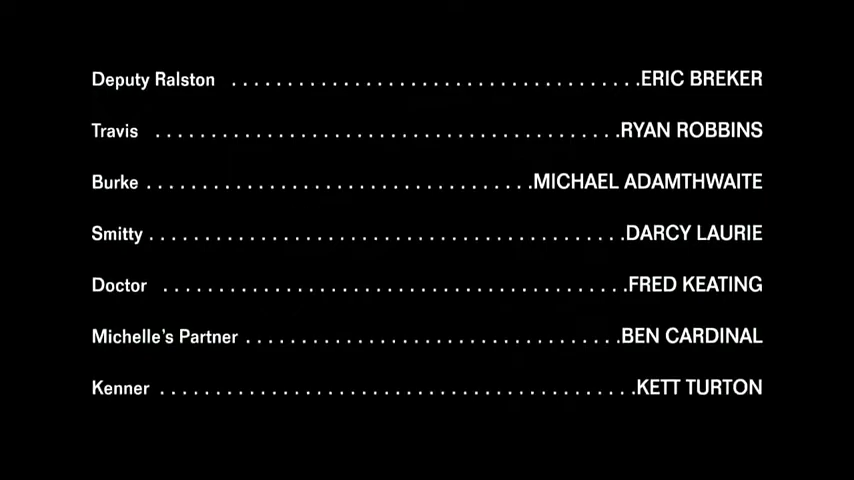 Deputy Ralston . . . . . . . . . . . . . . . . . . . . . . . . . . . . . . . . . . . . . . . . .ERIC BREKER
Travis . . . . . . . . . . . . . . . . . . . . . . . . . . . . . . . . . . . . . . . . . . . . . . .RYAN ROBBINS
Burke . . . . . . . . . . . . . . . . . . . . . . . . . . . . . . . . . . . . . . .MICHAEL ADAMTHWAITE
Smitty . . . . . . . . . . . . . . . . . . . . . . . . . . . . . . . . . . . . . . . . . . . . . . . .DARCY LAURIE
Doctor . . . . . . . . . . . . . . . . . . . . . . . . . . . . . . . . . . . . . . . . . . . . . . .FRED KEATING
Michelle’s Partner . . . . . . . . . . . . . . . . . . . . . . . . . . . . . . . . . . . . . .BEN CARDINAL
Kenner . . . . . . . . . . . . . . . . . . . . . . . . . . . . . . . . . . . . . . . . . . . . . . . .KETT TURTON